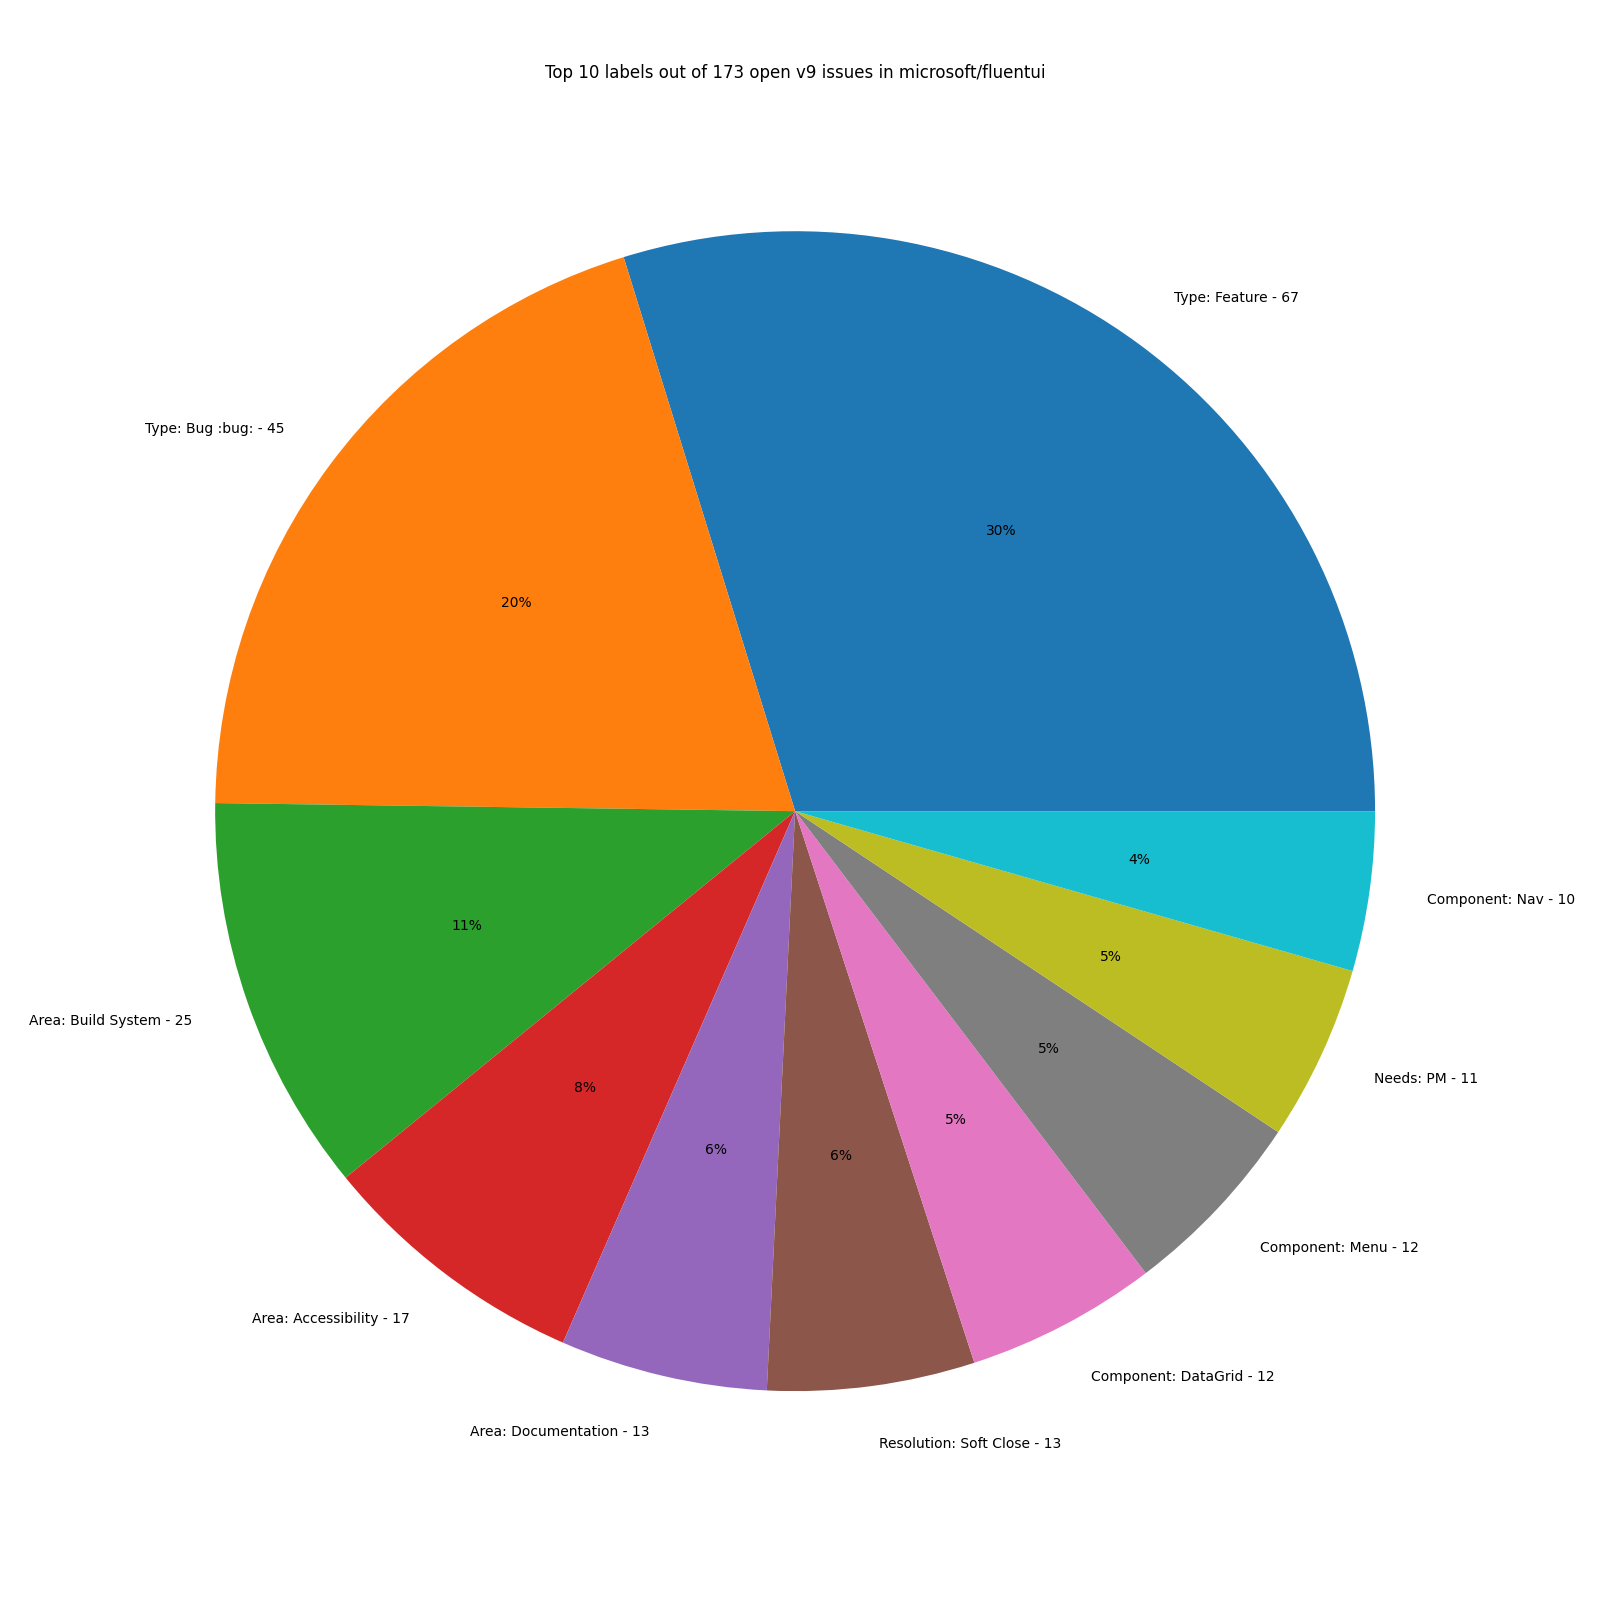 Top 10 labels out of 173 open v9 issues in microsoft/fluentui
Type: Feature - 67
Type: Bug :bug: - 45
30%
20%
4%
Component: Nav - 10
11%
5%
Area: Build System - 25
5%
Needs: PM - 11
8%
5%
6%
6%
Component: Menu - 12
Area: Accessibility - 17
Component: DataGrid - 12
Area: Documentation - 13
Resolution: Soft Close - 13